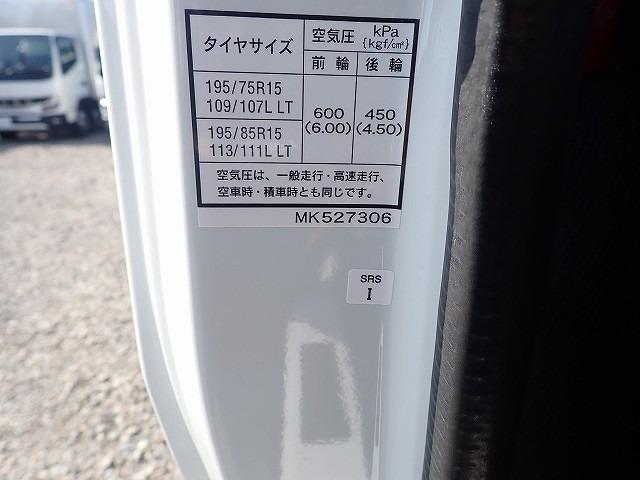 タイヤサイズ 空気圧 kPa {kgf/cm²}
前輪 後輪
195/75R15
109/107L LT
600 (6.00) 450 (4.50)
195/85R15
113/111L LT
空気圧は、一般走行・高速走行、
空車時・積車時とも同じです。
MK527306
SRS
I